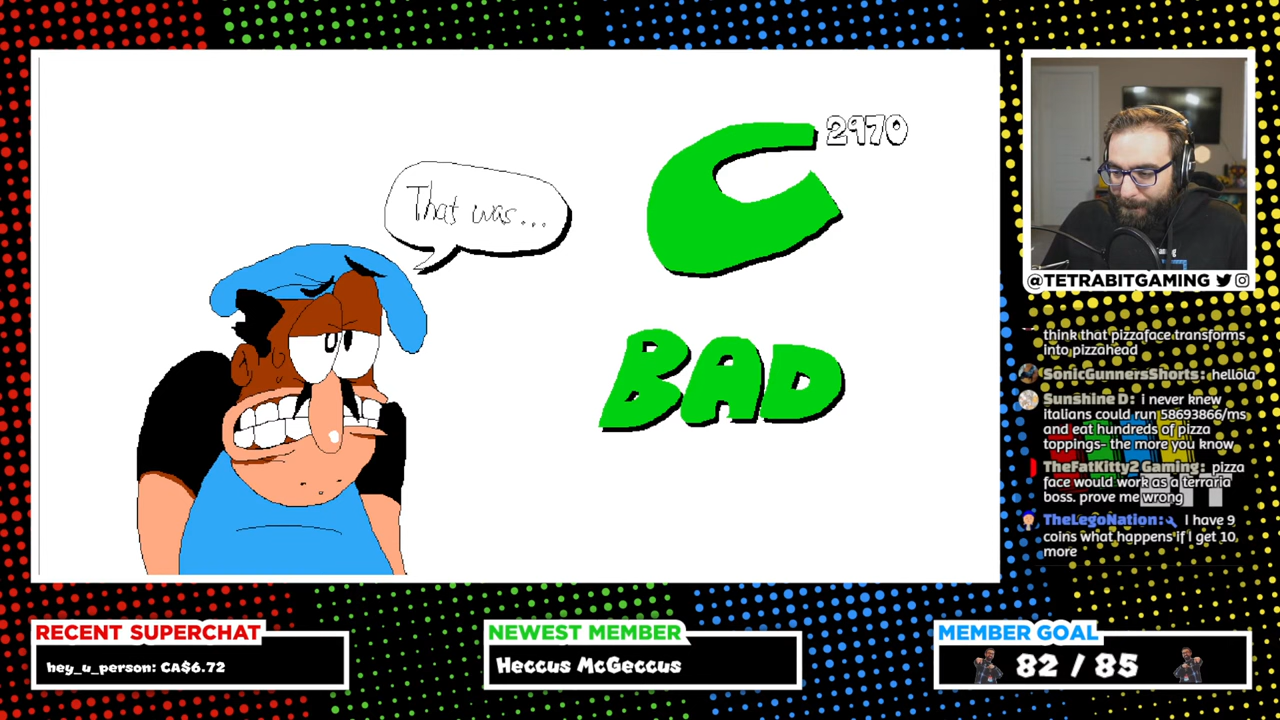 That was...
C
2970
BAD
@TETRABITGAMING
think that pizzaface transforms
into pizzahead
SonicGunnersShorts: hellola
Sunshine D: i never knew
italians could run 58693866/ms
and eat hundreds of pizza
toppings- the more you know
TheFatKitty2 Gaming: pizza
face would work as a terraria
boss. prove me wrong
TheLegoNation: I have 9
coins what happens if I get 10
more
RECENT SUPERCHAT
hey_u_person: CA$6.72
NEWEST MEMBER
Heccus McGeccus
MEMBER GOAL
82 / 85